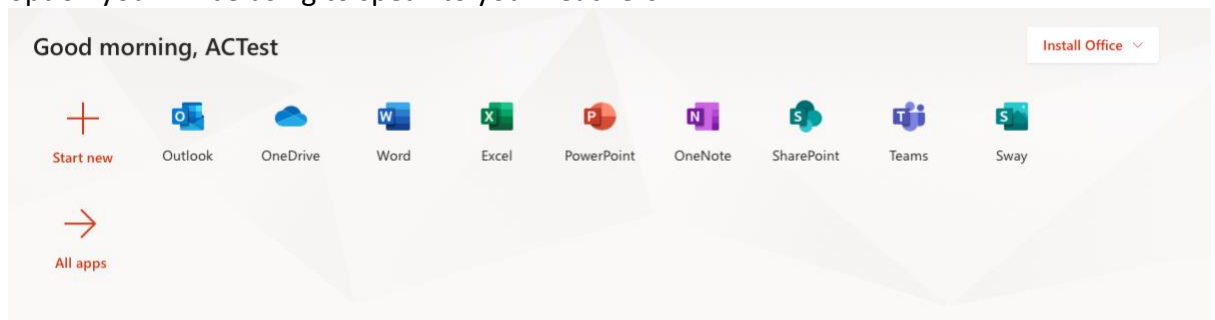 Good morning, ACTest
Install Office
Start new
Outlook
OneDrive
Word
Excel
PowerPoint
OneNote
SharePoint
Teams
Sway
All apps